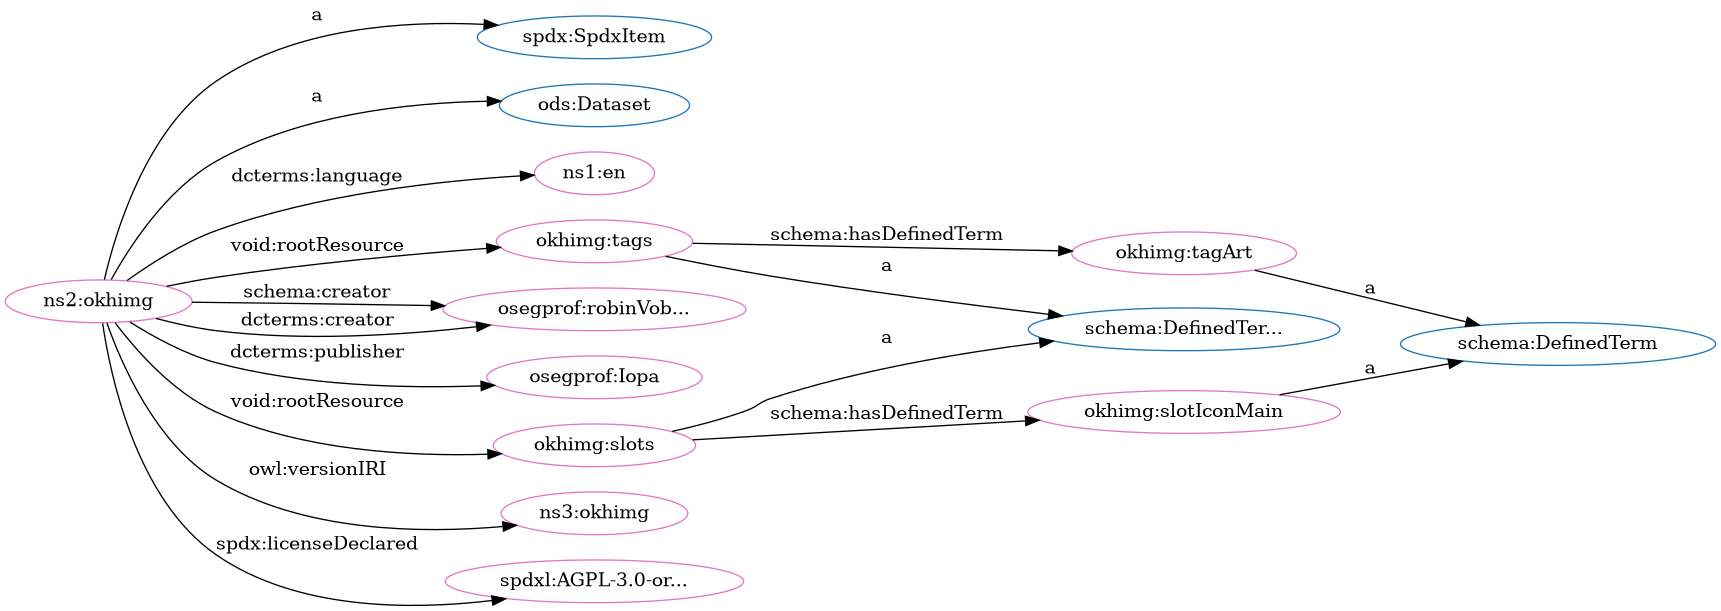 a
spdx:SpdxItem
a
ods:Dataset
dcterms:language
ns1:en
void:rootResource
okhimg:tags
schema:hasDefinedTerm
okhimg:tagArt
a
a
ns2:okhimg
schema:creator
osegprof:robinVob...
dcterms:creator
schema:DefinedTer...
schema:DefinedTerm
dcterms:publisher
osegprof:Iopa
a
a
void:rootResource
okhimg:slots
schema:hasDefinedTerm
okhimg:slotIconMain
owl:versionIRI
ns3:okhimg
spdx:licenseDeclared
spdxl:AGPL-3.0-or...